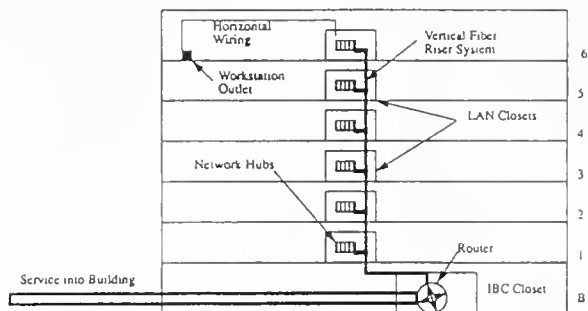 Horizontal
Wiring
Vertical Fiber
Riser System
6
Workstation
Outlet
5
LAN Closets
4
Network Hubs
3
2
Router
1
Service into Building
IBC Closet
B